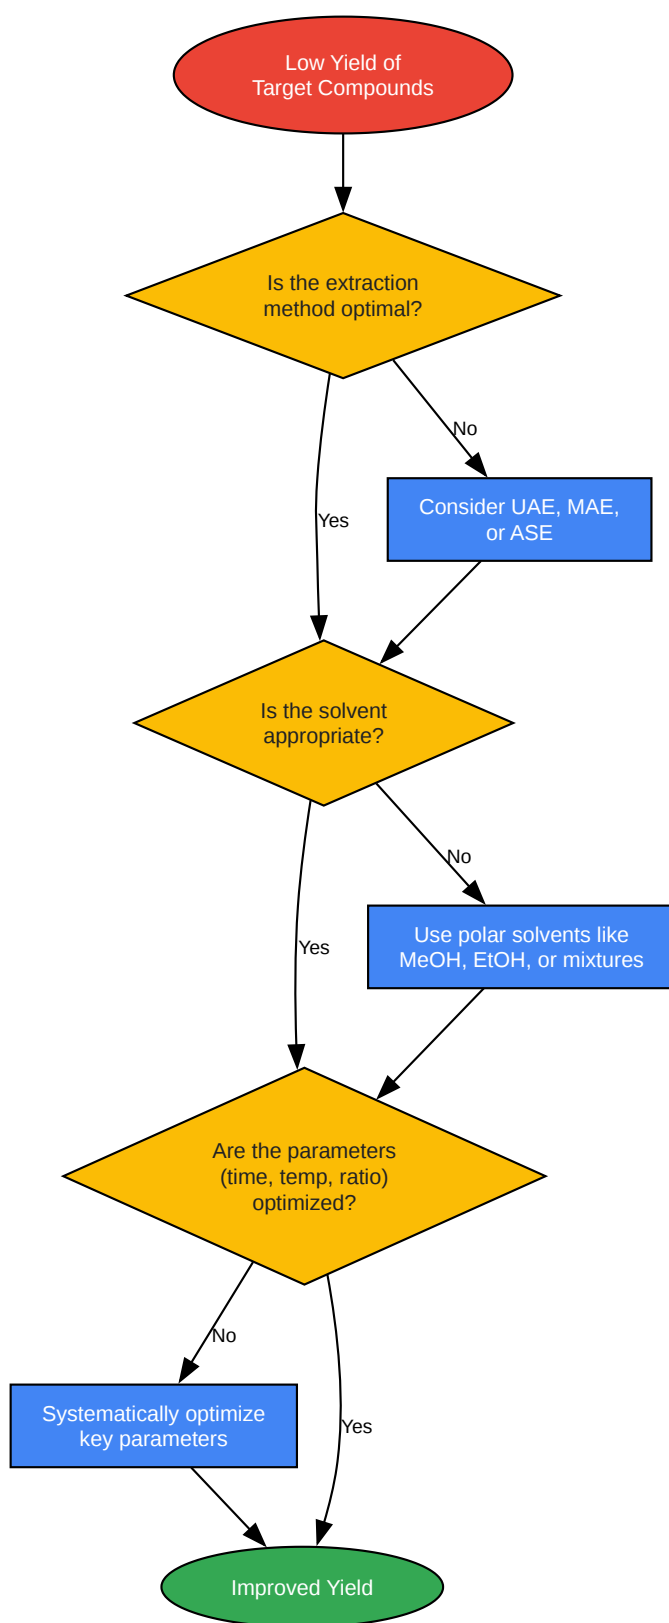 Low Yield of
Target Compounds
Is the extraction
method optimal?
No
Consider UAE, MAE,
or ASE
Yes
Is the solvent
appropriate?
No
Use polar solvents like
MeOH, EtOH, or mixtures
Yes
Are the parameters
(time, temp, ratio)
optimized?
No
Systematically optimize
key parameters
Yes
Improved Yield